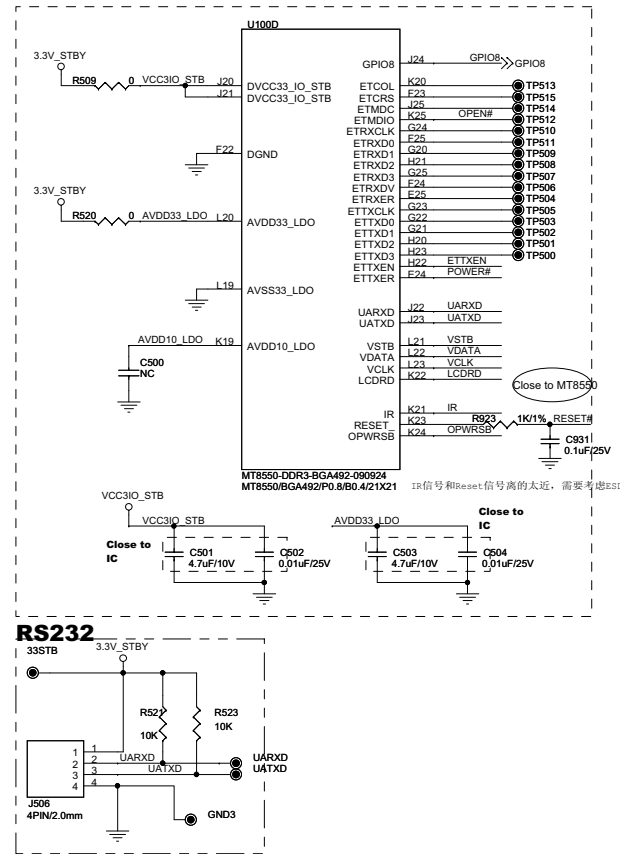 U100D
3.3V_STBY
R509 0 VCC3IO_STB J20 DVCC33_IO_STB
J21 DVCC33_IO_STB
F22 DGND
3.3V_STBY
R520 0 AVDD33_LDO L20 AVDD33_LDO
L19 AVSS33_LDO
AVDD10_LDO K19 AVDD10_LDO
C500
NC
GPIO8 J24 GPIO8 GPIO8
ETCOL K20 TP513
ETCRS F23 TP515
ETMDC J25 TP514
ETMDIO K25 OPEN# TP512
ETRXCLK G24 TP510
ETRXD0 F25 TP511
ETRXD1 G20 TP509
ETRXD2 H21 TP508
ETRXD3 G25 TP507
ETRXDV F24 TP506
ETRXER E25 TP504
ETTXCLK G23 TP505
ETTXD0 G22 TP503
ETTXD1 G21 TP502
ETTXD2 H20 TP501
ETTXD3 H23 TP500
ETTXEN H22 ETTXEN
ETTXER E24 POWER#
UARXD J22 UARXD
UATXD J23 UATXD
VSTB L21 VSTB
VDATA L22 VDATA
VCLK L23 VCLK
LCDRD K22 LCDRD
Close to MT8550
IR K21 IR
RESET_ K23 R923 1K/1% RESET#
OPWRSB K24 OPWRSB
C931
0.1uF/25V
MT8550-DDR3-BGA492-090924
MT8550/BGA492/P0.8/B0.4/21X21
IR信号和Reset信号离的太近，需要考虑ESD
VCC3IO_STB
VCC3IO_STB
Close to
IC
C501
4.7uF/10V
C502
0.01uF/25V
AVDD33_LDO
Close to
IC
C503
4.7uF/10V
C504
0.01uF/25V
RS232
33STB
3.3V_STBY
R521
10K
R523
10K
1 1
2 2 UARXD UARXD
3 3 UATXD UATXD
4 4
J506
4PIN/2.0mm
GND3